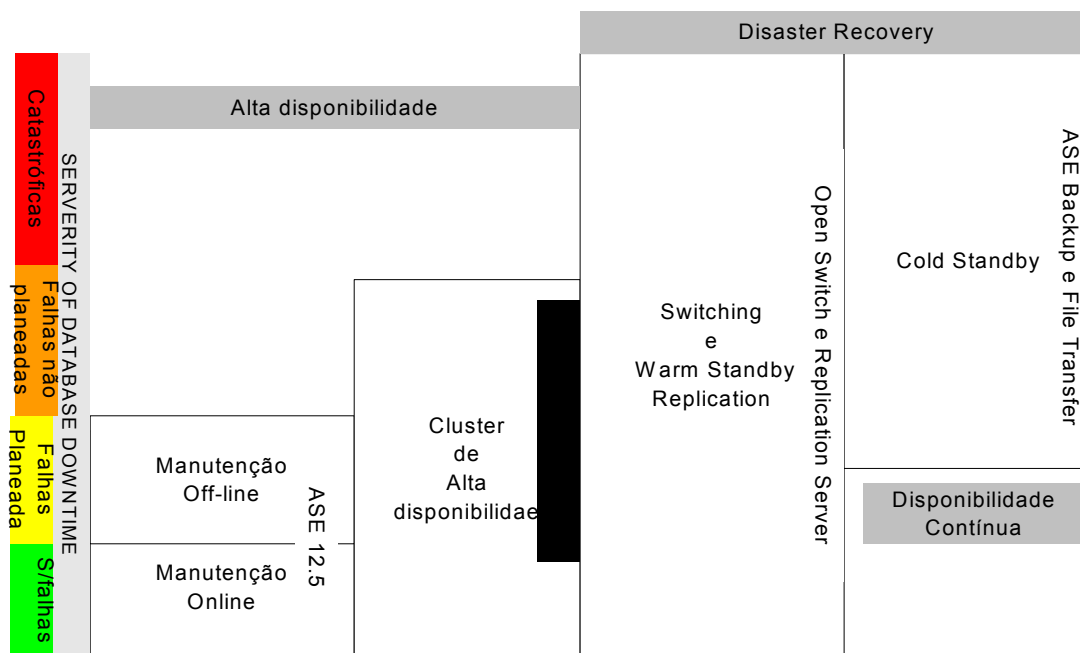 Disaster Recovery
Alta disponibilidade
Catastróficas
Falhas não
planeadas
Falhas
Planeada
S/falhas
SERVERITY OF DATABASE DOWNTIME
Manutenção
Off-line
Manutenção
Online
ASE 12.5
Cluster
de
Alta
disponibilidae
Switching
e
Warm Standby
Replication
Open Switch e Replication Server
Cold Standby
ASE Backup e File Transfer
Disponibilidade
Contínua